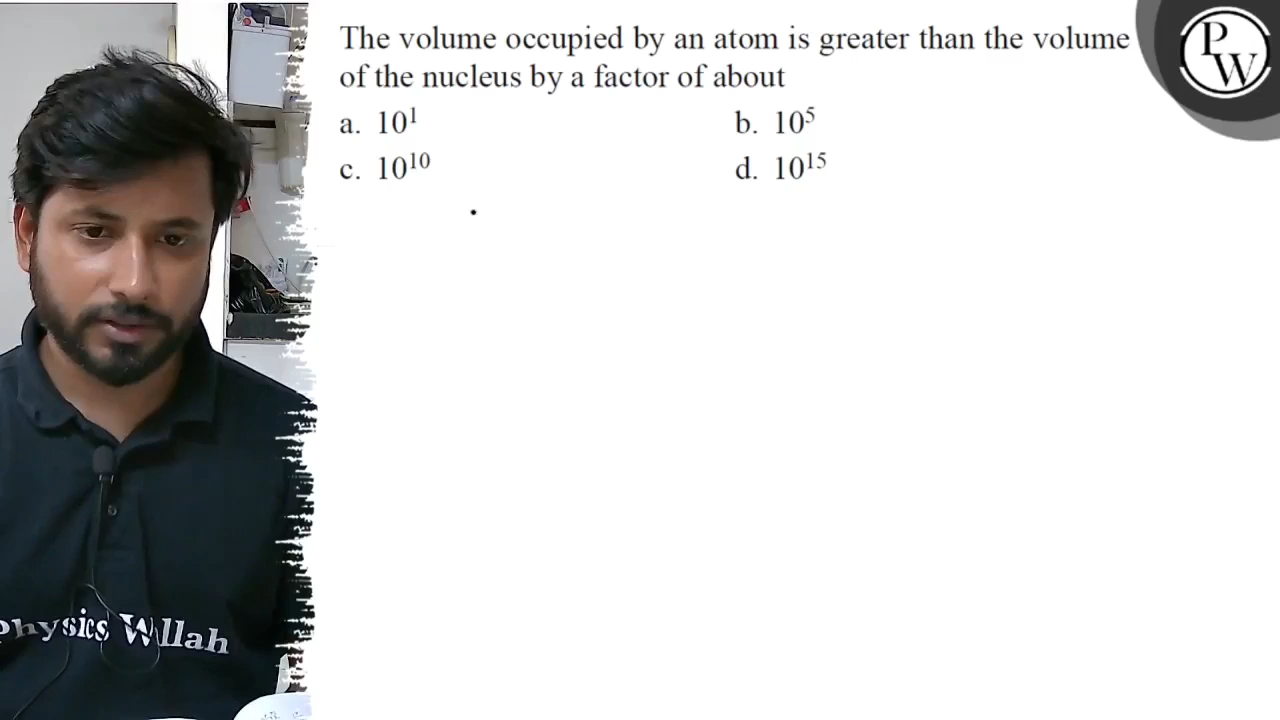 The volume occupied by an atom is greater than the volume
of the nucleus by a factor of about
a. 10¹ b. 10⁵
c. 10¹⁰ d. 10¹⁵
PW
Physics Wallah